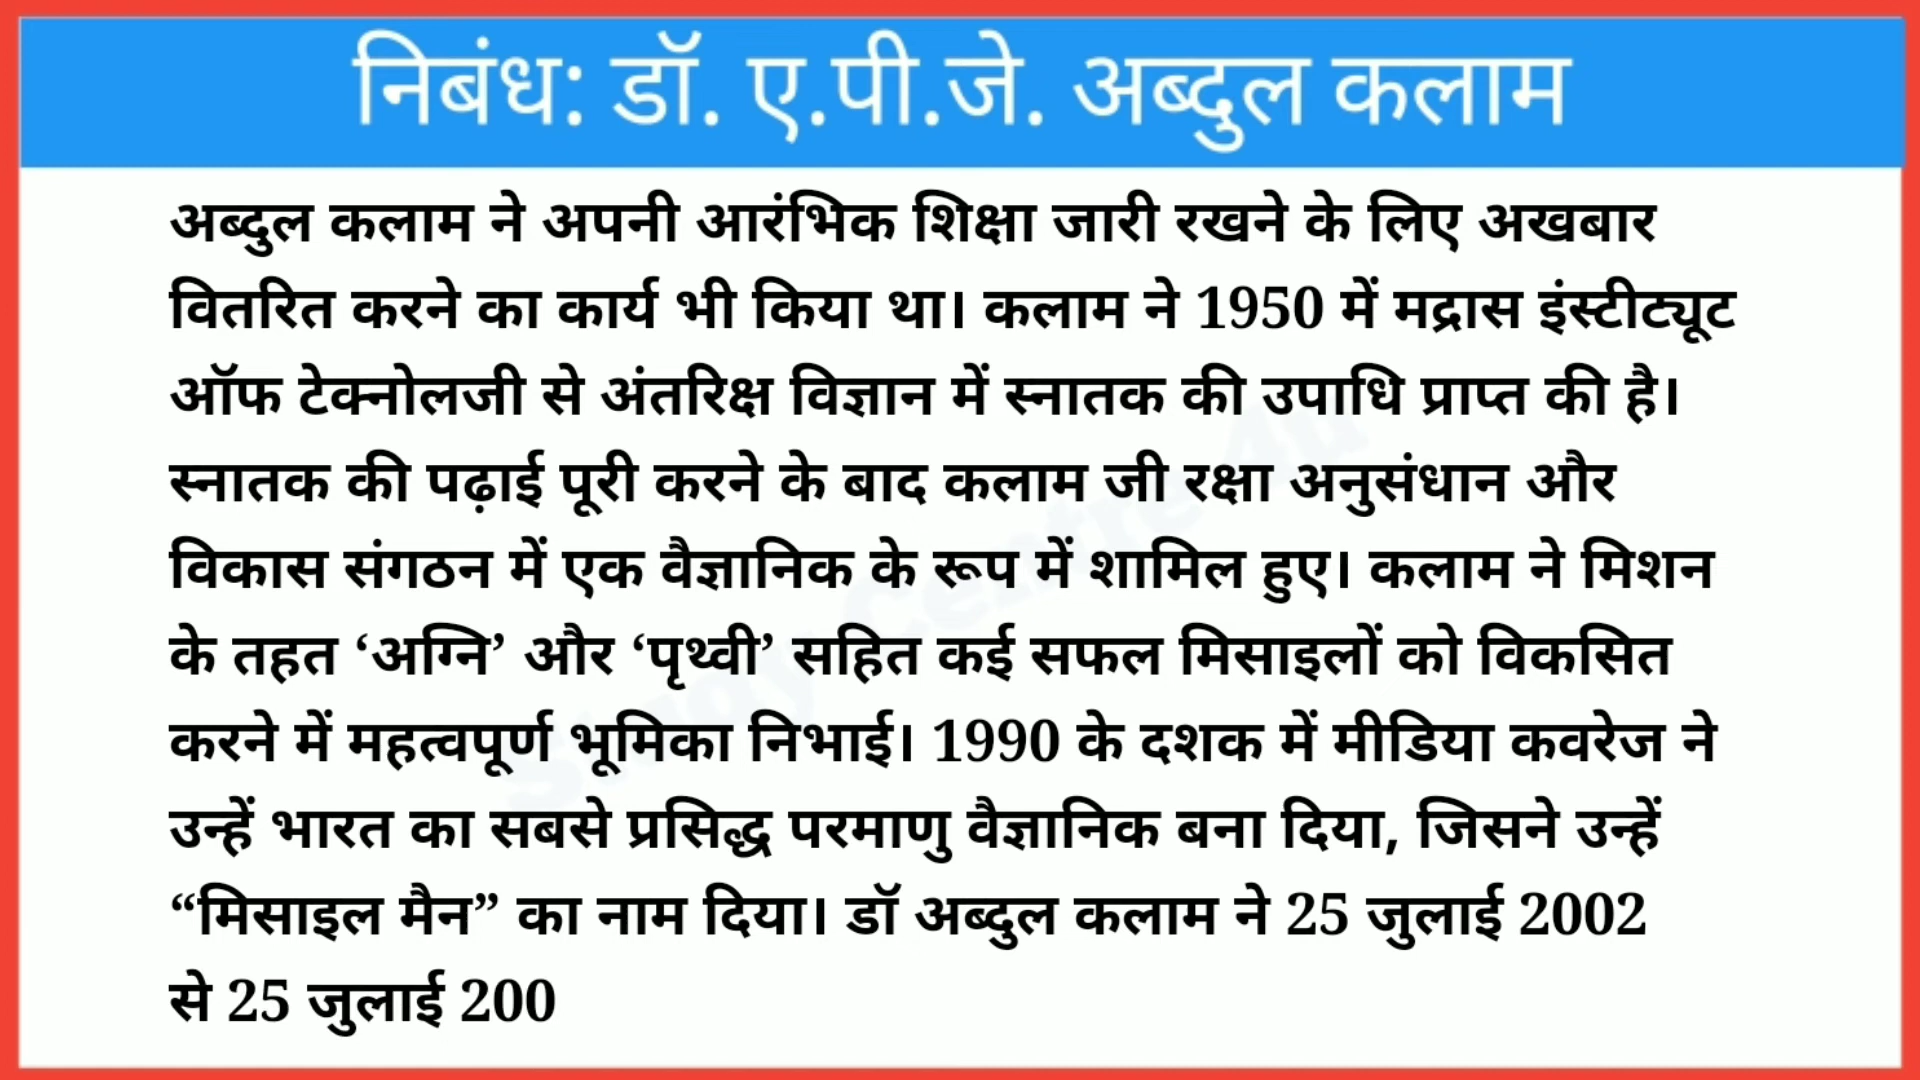 निबंध: डॉ. ए.पी.जे. अब्दुल कलाम
अब्दुल कलाम ने अपनी आरंभिक शिक्षा जारी रखने के लिए अखबार
वितरित करने का कार्य भी किया था। कलाम ने 1950 में मद्रास इंस्टीट्यूट
ऑफ टेक्नोलजी से अंतरिक्ष विज्ञान में स्नातक की उपाधि प्राप्त की है।
स्नातक की पढ़ाई पूरी करने के बाद कलाम जी रक्षा अनुसंधान और
विकास संगठन में एक वैज्ञानिक के रूप में शामिल हुए। कलाम ने मिशन
के तहत ‘अग्नि’ और ‘पृथ्वी’ सहित कई सफल मिसाइलों को विकसित
करने में महत्वपूर्ण भूमिका निभाई। 1990 के दशक में मीडिया कवरेज ने
उन्हें भारत का सबसे प्रसिद्ध परमाणु वैज्ञानिक बना दिया, जिसने उन्हें
“मिसाइल मैन” का नाम दिया। डॉ अब्दुल कलाम ने 25 जुलाई 2002
से 25 जुलाई 200